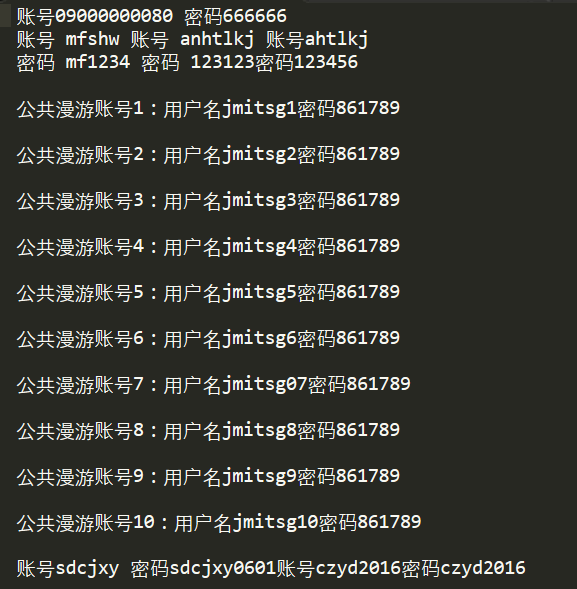 账号09000000080 密码666666
账号 mfshw 账号 anhtlkj 账号ahtlkj
密码 mf1234 密码 123123密码123456
公共漫游账号1：用户名jmitsg1密码861789
公共漫游账号2：用户名jmitsg2密码861789
公共漫游账号3：用户名jmitsg3密码861789
公共漫游账号4：用户名jmitsg4密码861789
公共漫游账号5：用户名jmitsg5密码861789
公共漫游账号6：用户名jmitsg6密码861789
公共漫游账号7：用户名jmitsg07密码861789
公共漫游账号8：用户名jmitsg8密码861789
公共漫游账号9：用户名jmitsg9密码861789
公共漫游账号10：用户名jmitsg10密码861789
账号sdcjxy 密码sdcjxy0601账号czyd2016密码czyd2016